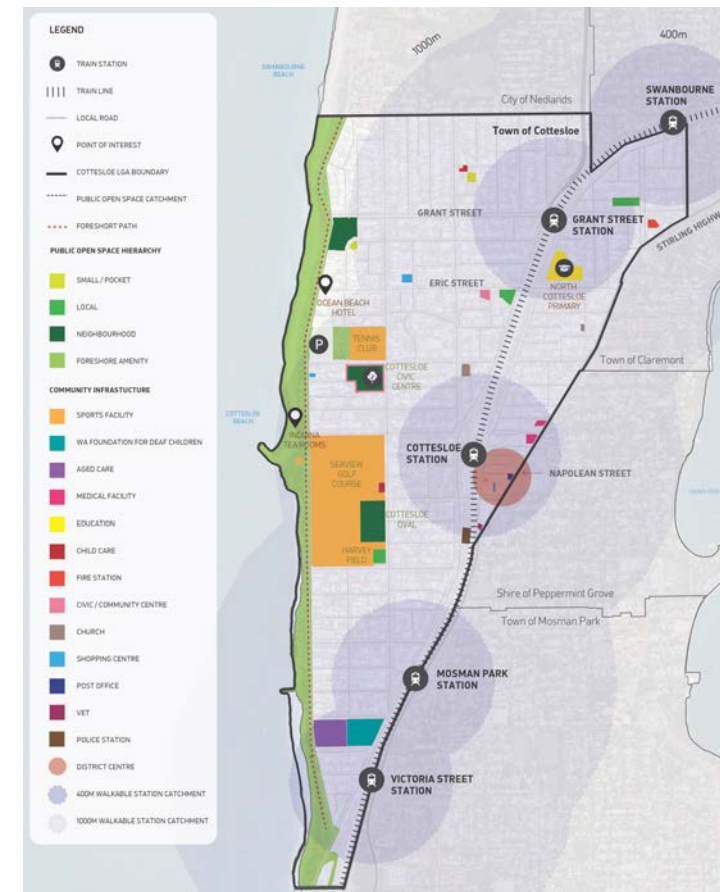 LEGEND
TRAIN STATION
TRAIN LINE
LOCAL ROAD
POINT OF INTEREST
COTTESLOE LGA BOUNDARY
PUBLIC OPEN SPACE CATCHMENT
FORESHORT PATH
PUBLIC OPEN SPACE HIERARCHY
SMALL / POCKET
LOCAL
NEIGHBOURHOOD
FORESHORE AMENITY
COMMUNITY INFRASTUCTURE
SPORTS FACILITY
WA FOUNDATION FOR DEAF CHILDREN
AGED CARE
MEDICAL FACILITY
EDUCATION
CHILD CARE
FIRE STATION
CIVIC / COMMUNITY CENTRE
CHURCH
SHOPPING CENTRE
POST OFFICE
VET
POLICE STATION
DISTRICT CENTRE
400M WALKABLE STATION CATCHMENT
1000M WALKABLE STATION CATCHMENT
1000m
400m
SWANBOURNE
BEACH
City of Nedlands
SWANBOURNE
STATION
Town of Cottesloe
GRANT STREET
GRANT STREET
STATION
STIRLING HIGHW
ERIC STREET
NORTH
COTTESLOE
PRIMARY
OCEAN BEACH
HOTEL
P
TENNIS
CLUB
Town of Claremont
COTTESLOE
CIVIC
CENTRE
COTTESLOE
BEACH
INDIANA
TEAROOMS
COTTESLOE
STATION
SEAVIEW
GOLF
COURSE
NAPOLEAN STREET
COTTESLOE
OVAL
HARVEY
FIELD
Shire of Peppermint Grove
Town of Mosman Park
MOSMAN PARK
STATION
VICTORIA STREET
STATION